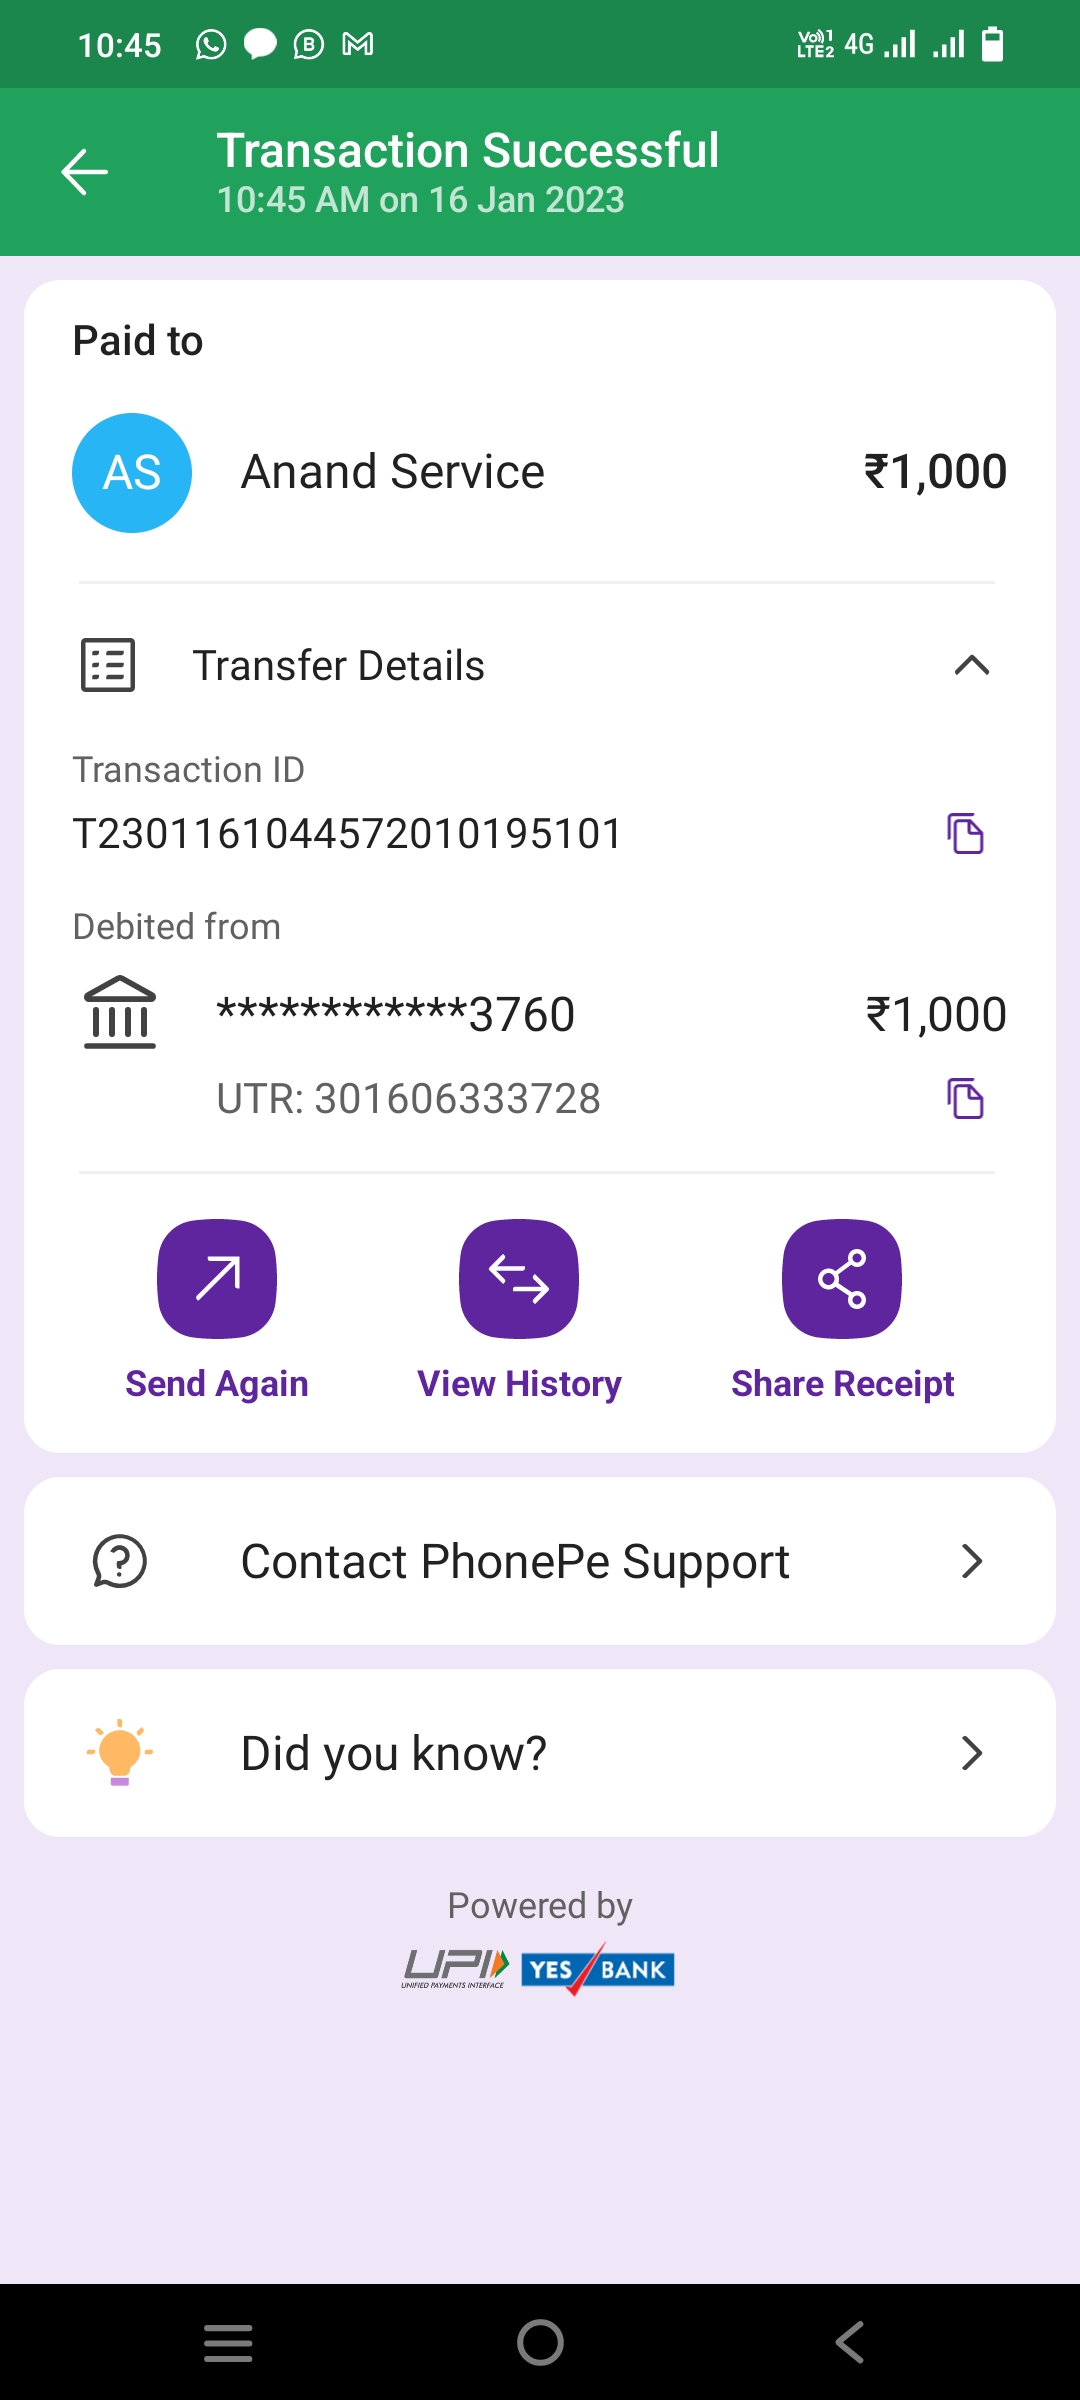 10:45
Vo)) 1 4G
LTE2
Transaction Successful
10:45 AM on 16 Jan 2023
Paid to
AS Anand Service ₹1,000
Transfer Details
Transaction ID
T2301161044572010195101
Debited from
************3760 ₹1,000
UTR: 301606333728
Send Again View History Share Receipt
Contact PhonePe Support
Did you know?
Powered by
UPI YES BANK
UNIFIED PAYMENTS INTERFACE